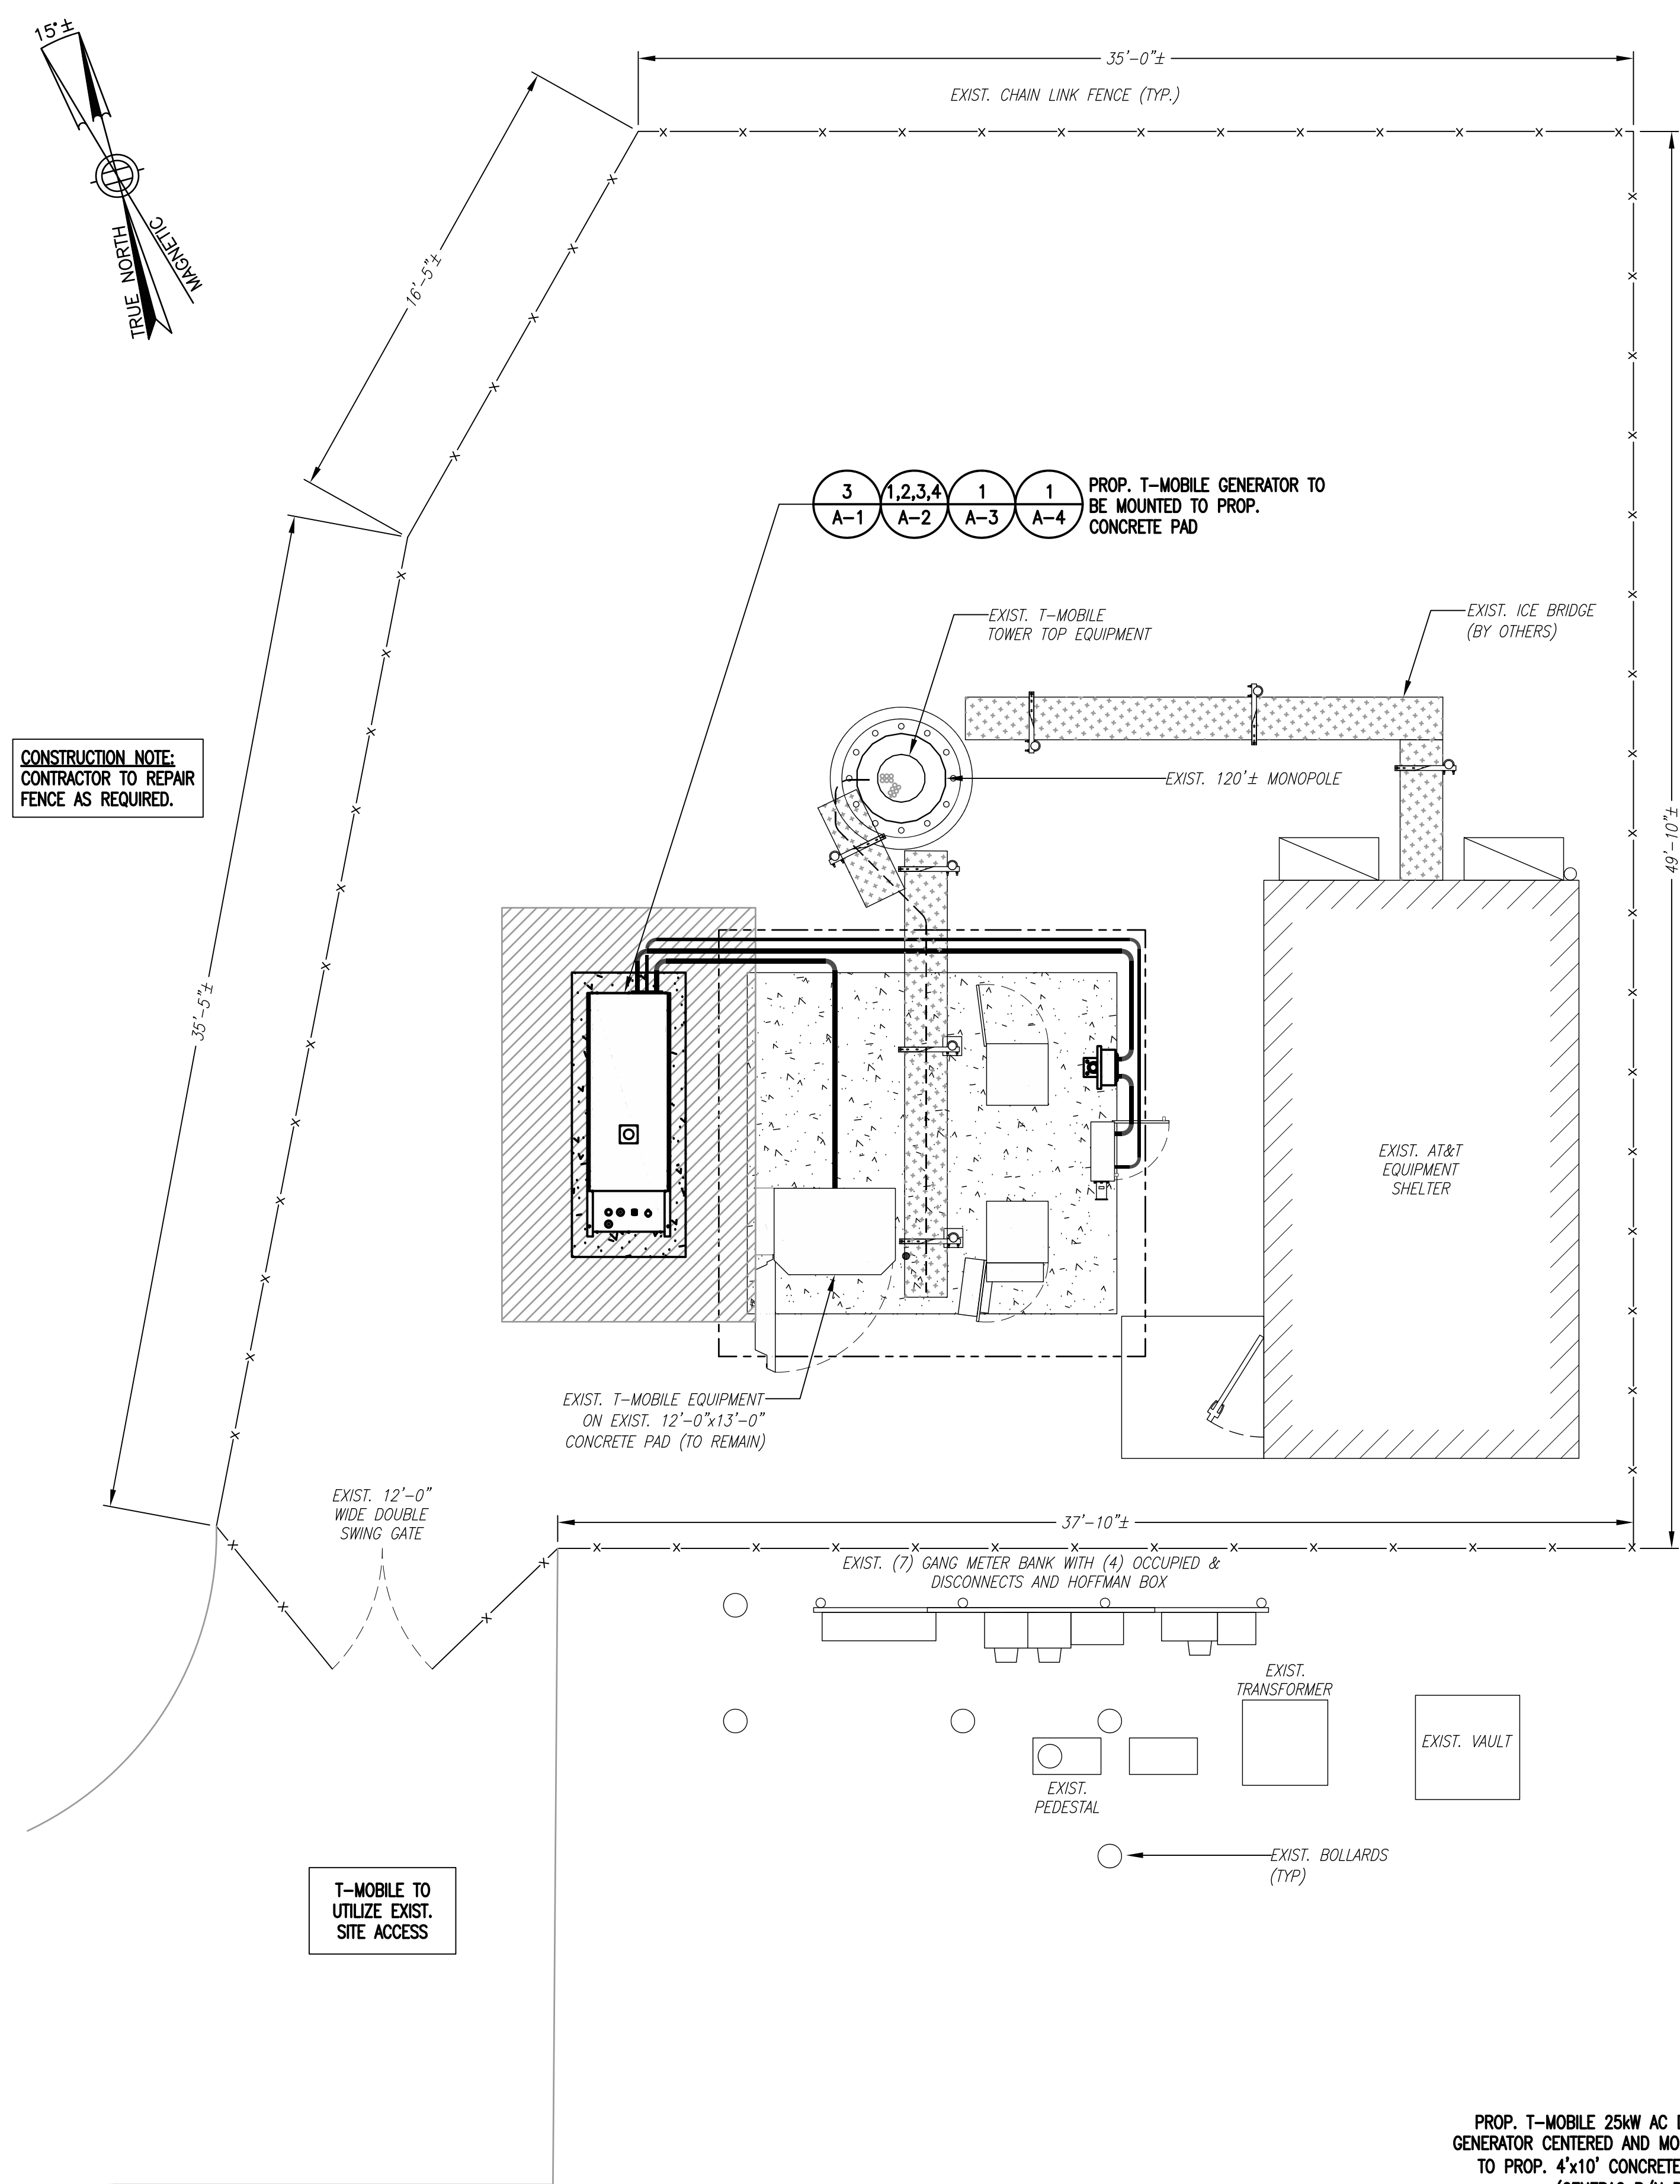 15°±
TRUE NORTH
MAGNETIC
35'-0"±
EXIST. CHAIN LINK FENCE (TYP.)
16'-5"±
3
A-1
1,2,3,4
A-2
1
A-3
1
A-4
PROP. T-MOBILE GENERATOR TO
BE MOUNTED TO PROP.
CONCRETE PAD
EXIST. T-MOBILE
TOWER TOP EQUIPMENT
EXIST. ICE BRIDGE
(BY OTHERS)
CONSTRUCTION NOTE:
CONTRACTOR TO REPAIR
FENCE AS REQUIRED.
EXIST. 120'± MONOPOLE
49'-10"±
35'-5"±
EXIST. AT&T
EQUIPMENT
SHELTER
EXIST. T-MOBILE EQUIPMENT
ON EXIST. 12'-0"x13'-0"
CONCRETE PAD (TO REMAIN)
EXIST. 12'-0"
WIDE DOUBLE
SWING GATE
37'-10"±
EXIST. (7) GANG METER BANK WITH (4) OCCUPIED &
DISCONNECTS AND HOFFMAN BOX
EXIST.
TRANSFORMER
EXIST. VAULT
EXIST.
PEDESTAL
EXIST. BOLLARDS
(TYP)
T-MOBILE TO
UTILIZE EXIST.
SITE ACCESS
PROP. T-MOBILE 25kW AC
GENERATOR CENTERED AND
TO PROP. 4'x10' CONCRETE